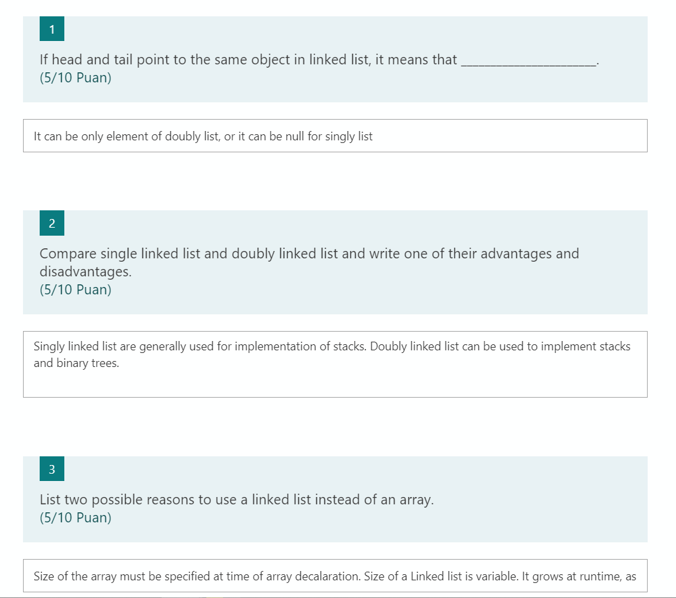 1
If head and tail point to the same object in linked list, it means that ______________________.
(5/10 Puan)
It can be only element of doubly list, or it can be null for singly list
2
Compare single linked list and doubly linked list and write one of their advantages and
disadvantages.
(5/10 Puan)
Singly linked list are generally used for implementation of stacks. Doubly linked list can be used to implement stacks
and binary trees.
3
List two possible reasons to use a linked list instead of an array.
(5/10 Puan)
Size of the array must be specified at time of array decalaration. Size of a Linked list is variable. It grows at runtime, as